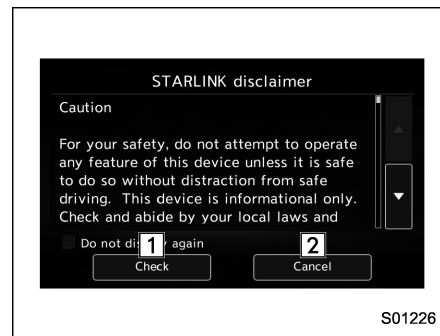 STARLINK disclaimer
Caution
For your safety, do not attempt to operate
any feature of this device unless it is safe
to do so without distraction from safe
driving. This device is informational only.
Check and abide by your local laws and
Do not again
1
2
Check
Cancel
S01226